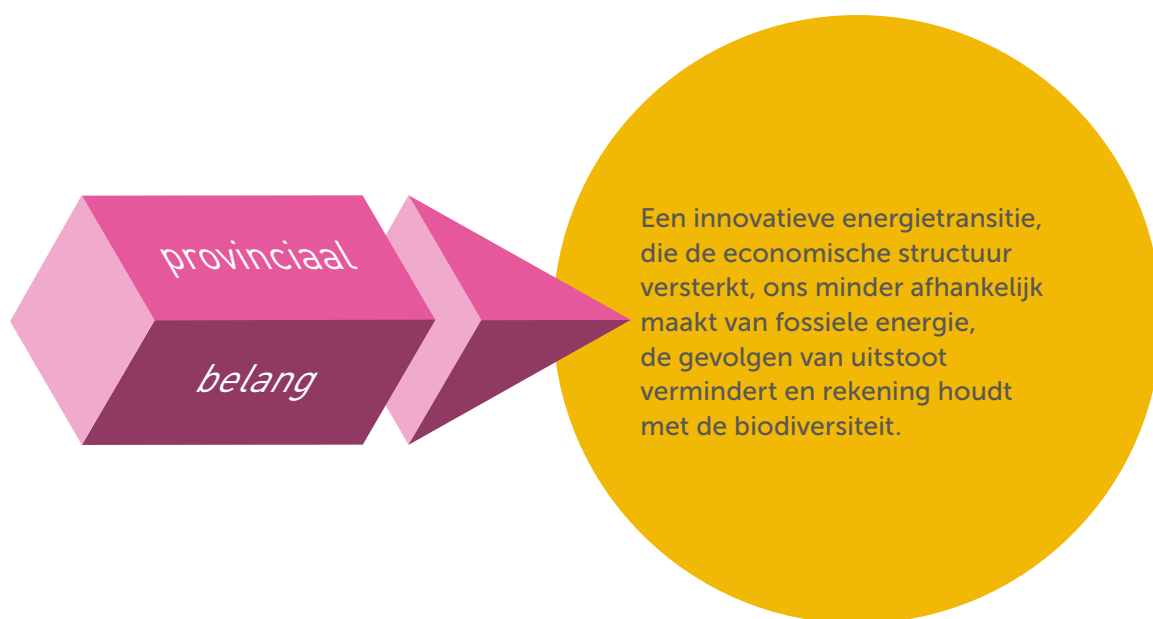 provinciaal
belang
Een innovatieve energietransitie,
die de economische structuur
versterkt, ons minder afhankelijk
maakt van fossiele energie,
de gevolgen van uitstoot
vermindert en rekening houdt
met de biodiversiteit.